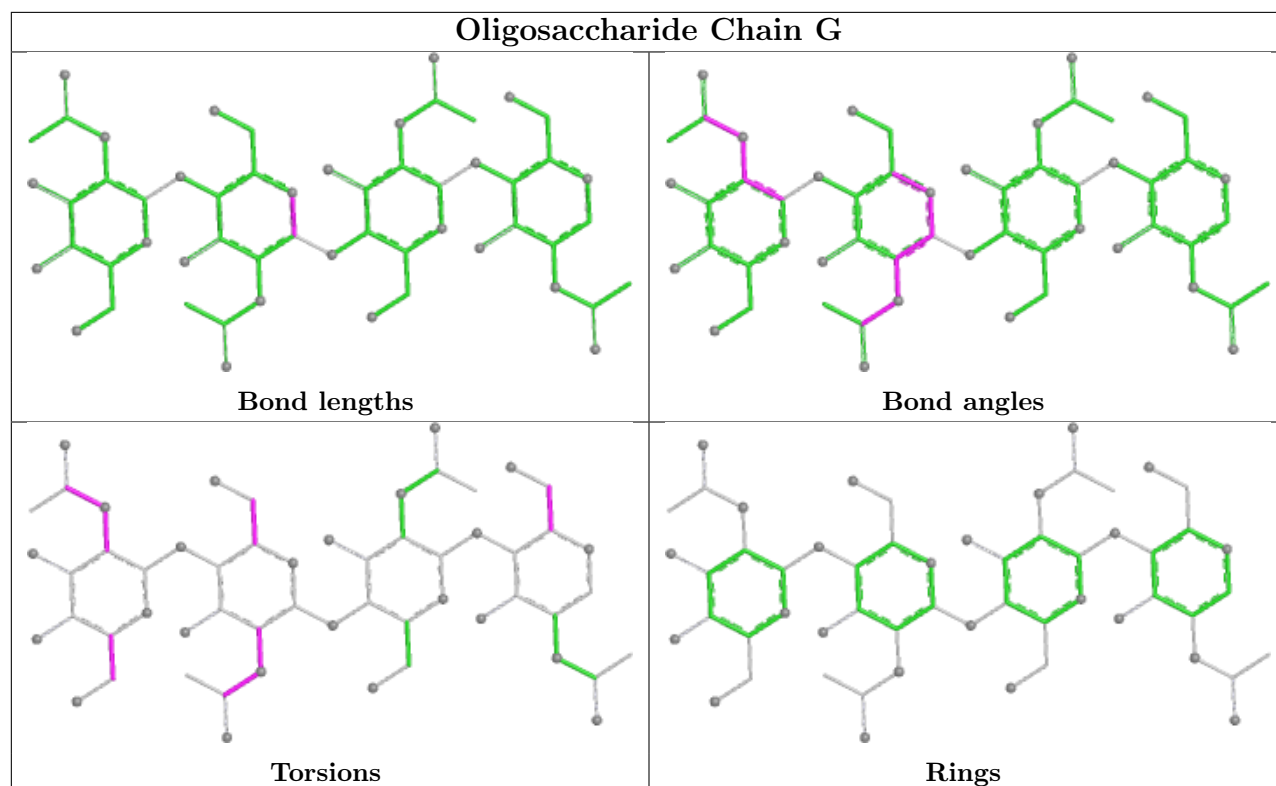 Oligosaccharide Chain G
Bond lengths
Bond angles
Torsions
Rings